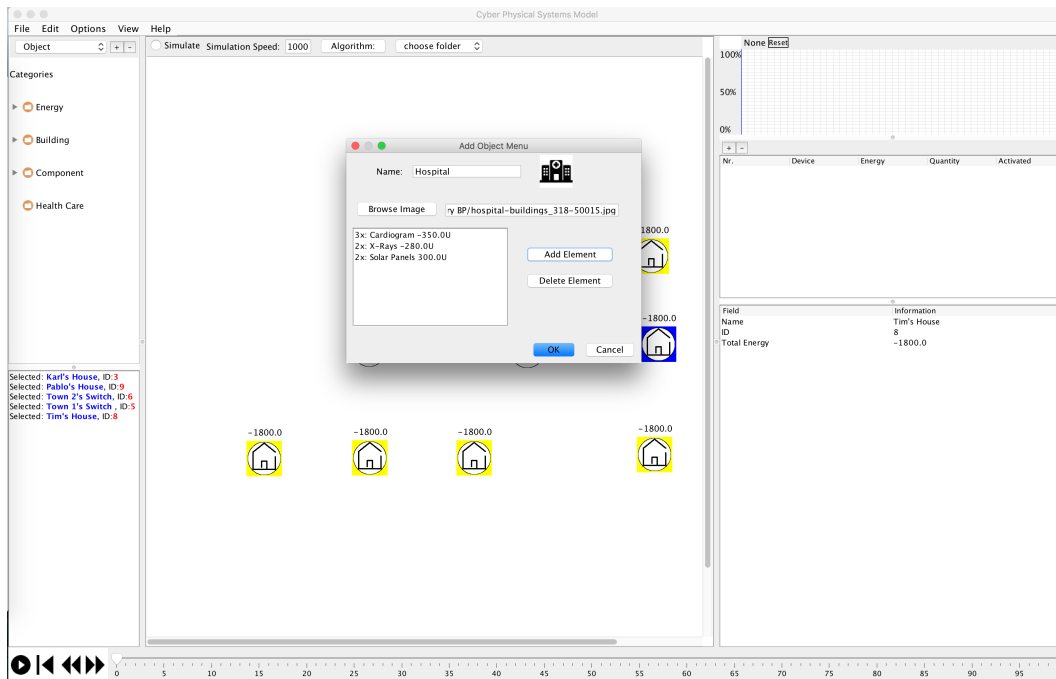 Cyber Physical Systems Model
File Edit Options View Help
Object + -
Simulate Simulation Speed: 1000 Algorithm: choose folder
Categories
Energy
Building
Component
Health Care
Selected: Karl's House, ID:3
Selected: Pablo's House, ID:9
Selected: Town 2's Switch, ID:6
Selected: Town 1's Switch , ID:5
Selected: Tim's House, ID:8
Add Object Menu
Name: Hospital
Browse Image ry BP/hospital-buildings_318-50015.jpg
3x: Cardiogram -350.0U
2x: X-Rays -280.0U
2x: Solar Panels 300.0U
Add Element
Delete Element
OK Cancel
1800.0
-1800.0
-1800.0 -1800.0 -1800.0 -1800.0
None Reset
100%
50%
0%
+ -
Nr. Device Energy Quantity Activated
Field Information
Name Tim's House
ID 8
Total Energy -1800.0
0 5 10 15 20 25 30 35 40 45 50 55 60 65 70 75 80 85 90 95